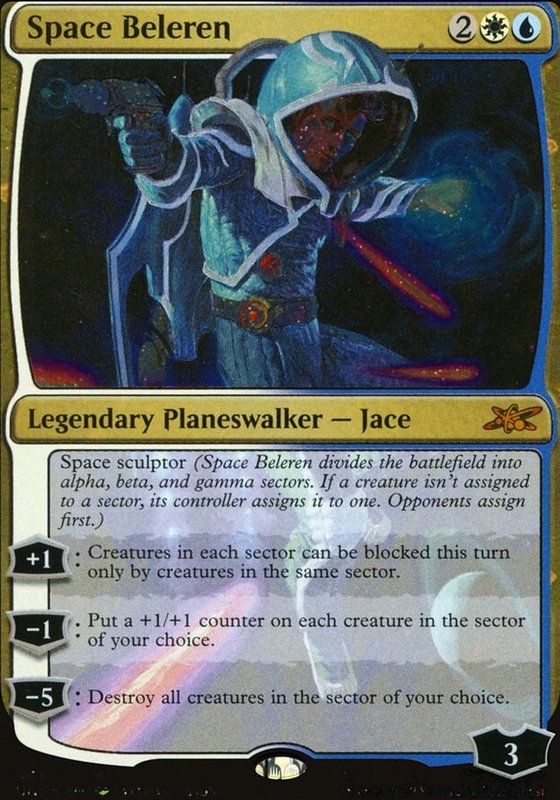 Space Beleren 2
Legendary Planeswalker — Jace
Space sculptor (Space Beleren divides the battlefield into
alpha, beta, and gamma sectors. If a creature isn't assigned
to a sector, its controller assigns it to one. Opponents assign
first.)
+1 : Creatures in each sector can be blocked this turn
only by creatures in the same sector.
−1 : Put a +1/+1 counter on each creature in the sector
of your choice.
−5 : Destroy all creatures in the sector of your choice.
3